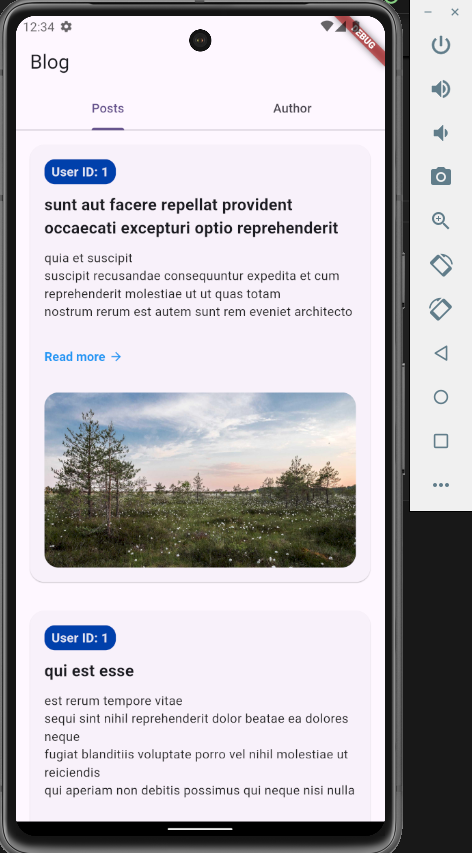 12:34
DEBUG
Blog
Posts
Author
User ID: 1
sunt aut facere repellat provident
occaecati excepturi optio reprehenderit
quia et suscipit
suscipit recusandae consequuntur expedita et cum
reprehenderit molestiae ut ut quas totam
nostrum rerum est autem sunt rem eveniet architecto
Read more →
User ID: 1
qui est esse
est rerum tempore vitae
sequi sint nihil reprehenderit dolor beatae ea dolores
neque
fugiat blanditiis voluptate porro vel nihil molestiae ut
reiciendis
qui aperiam non debitis possimus qui neque nisi nulla